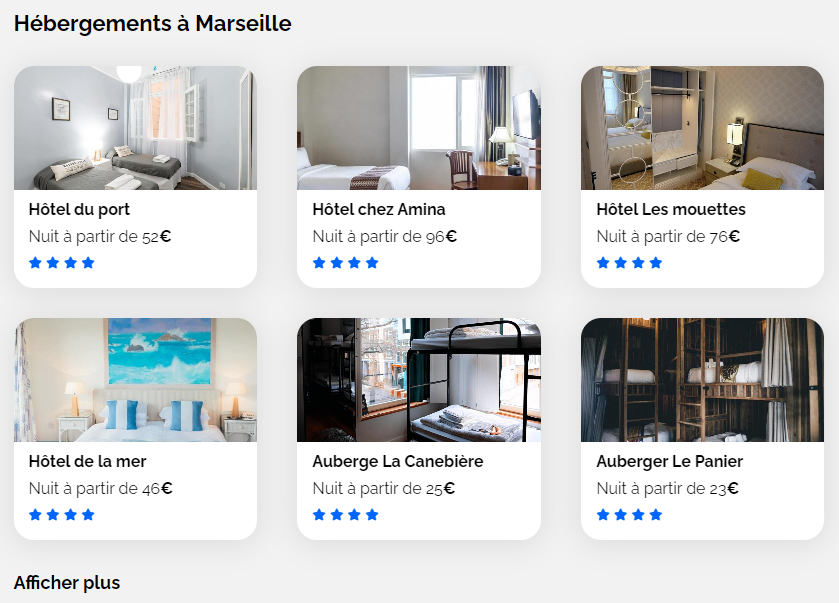 Hébergements à Marseille
Hôtel du port
Nuit à partir de 52€
Hôtel chez Amina
Nuit à partir de 96€
Hôtel Les mouettes
Nuit à partir de 76€
Hôtel de la mer
Nuit à partir de 46€
Auberge La Canebière
Nuit à partir de 25€
Auberger Le Panier
Nuit à partir de 23€
Afficher plus